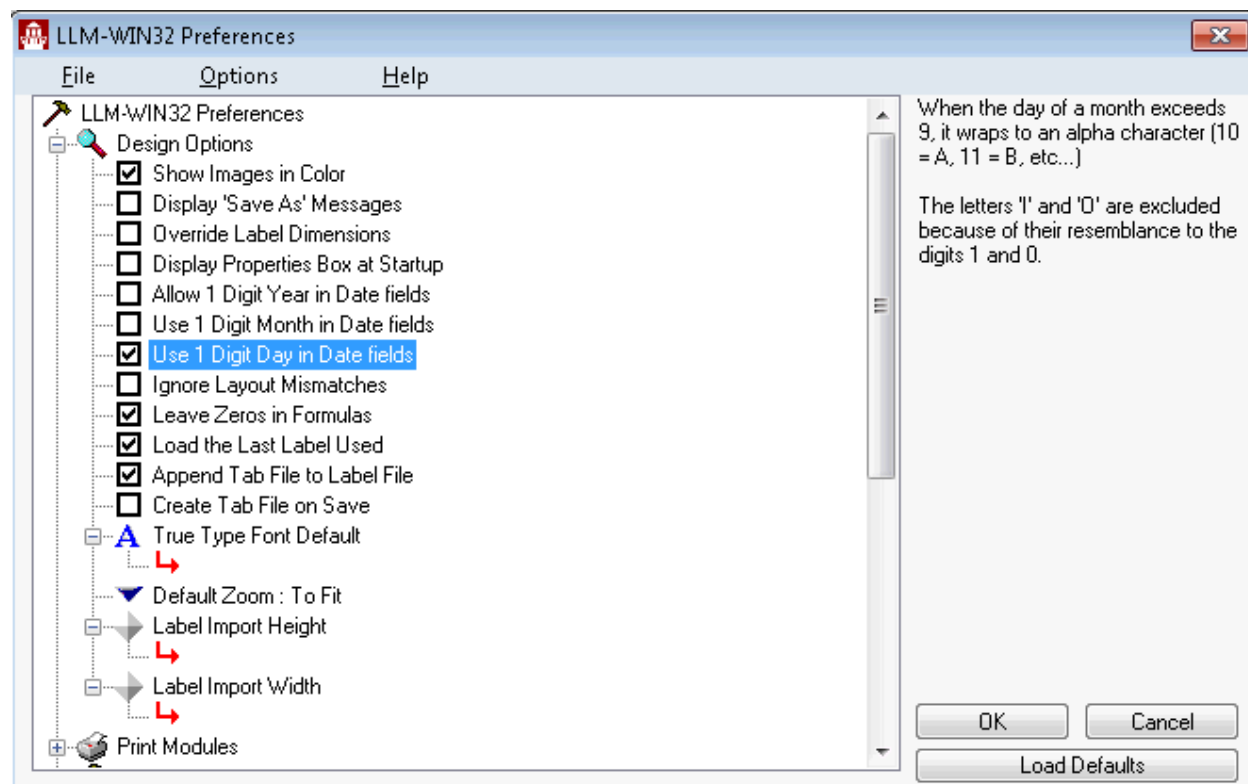 LLM-WIN32 Preferences
File Options Help
LLM-WIN32 Preferences
Design Options
Show Images in Color
Display 'Save As' Messages
Override Label Dimensions
Display Properties Box at Startup
Allow 1 Digit Year in Date fields
Use 1 Digit Month in Date fields
Use 1 Digit Day in Date fields
Ignore Layout Mismatches
Leave Zeros in Formulas
Load the Last Label Used
Append Tab File to Label File
Create Tab File on Save
True Type Font Default
Default Zoom : To Fit
Label Import Height
Label Import Width
Print Modules
When the day of a month exceeds
9, it wraps to an alpha character (10
= A, 11 = B, etc...)
The letters 'I' and 'O' are excluded
because of their resemblance to the
digits 1 and 0.
OK Cancel
Load Defaults